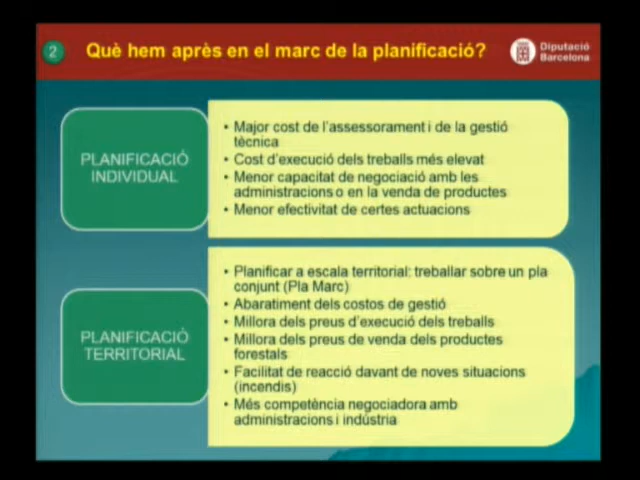 2
Què hem après en el marc de la planificació?
Diputació
Barcelona
PLANIFICACIÓ
INDIVIDUAL
• Major cost de l'assessorament i de la gestió
tècnica
• Cost d'execució dels treballs més elevat
• Menor capacitat de negociació amb les
administracions o en la venda de productes
• Menor efectivitat de certes actuacions
PLANIFICACIÓ
TERRITORIAL
• Planificar a escala territorial: treballar sobre un pla
conjunt (Pla Marc)
• Abaratiment dels costos de gestió
• Millora dels preus d'execució dels treballs
• Millora dels preus de venda dels productes
forestals
• Facilitat de reacció davant de noves situacions
(incendis)
• Més competència negociadora amb
administracions i indústria